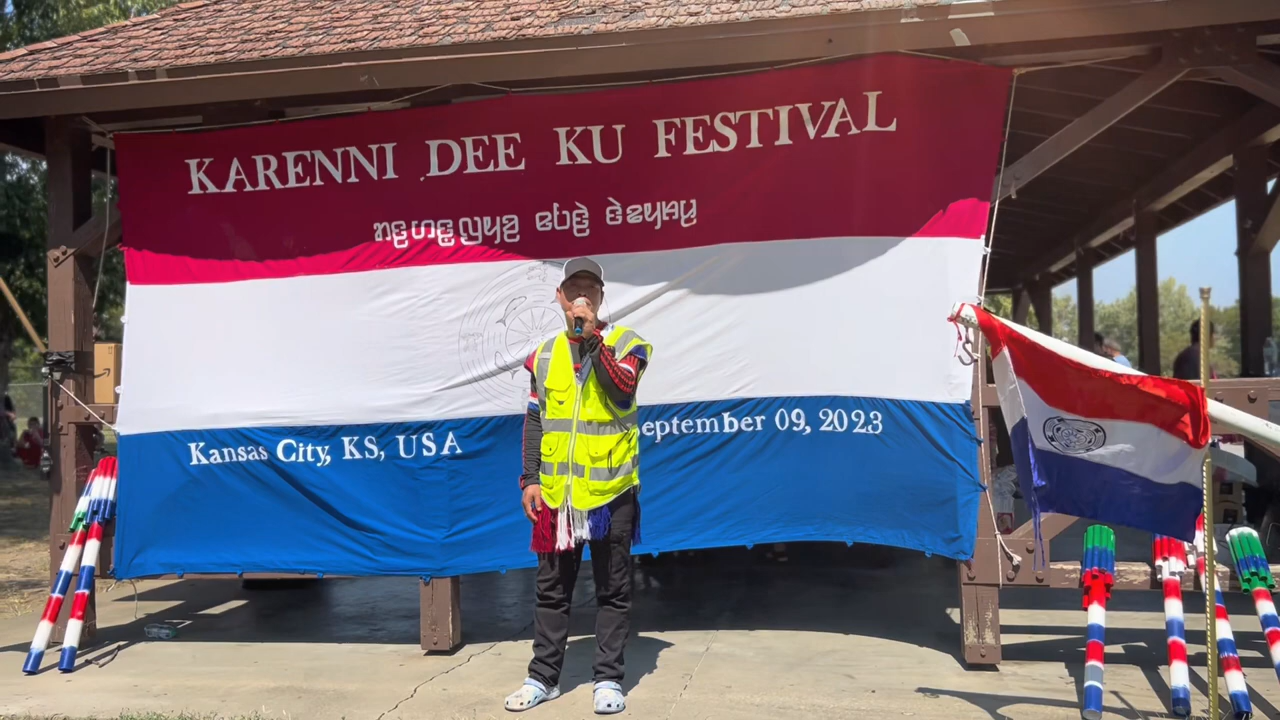 KARENNI DEE KU FESTIVAL
Kansas City, KS, USA
eptember 09, 2023